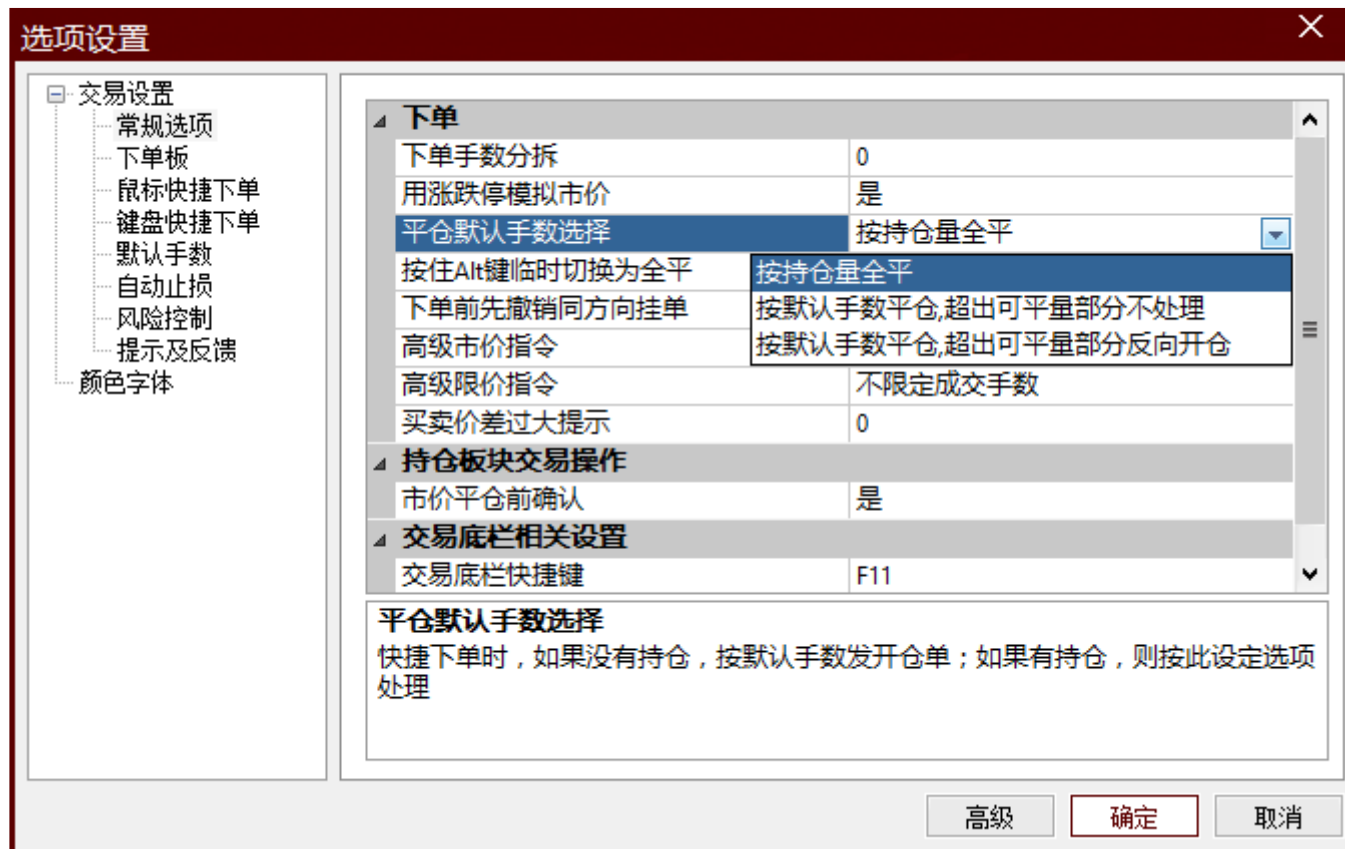 选项设置
交易设置
常规选项
下单板
鼠标快捷下单
键盘快捷下单
默认手数
自动止损
风险控制
提示及反馈
颜色字体
下单
下单手数分拆 0
用涨跌停模拟市价 是
平仓默认手数选择 按持仓量全平
按住Alt键临时切换为全平 按持仓量全平
下单前先撤销同方向挂单 按默认手数平仓,超出可平量部分不处理
高级市价指令 按默认手数平仓,超出可平量部分反向开仓
高级限价指令 不限定成交手数
买卖价差过大提示 0
持仓板块交易操作
市价平仓前确认 是
交易底栏相关设置
交易底栏快捷键 F11
平仓默认手数选择
快捷下单时，如果没有持仓，按默认手数发开仓单；如果有持仓，则按此设定选项
处理
高级 确定 取消